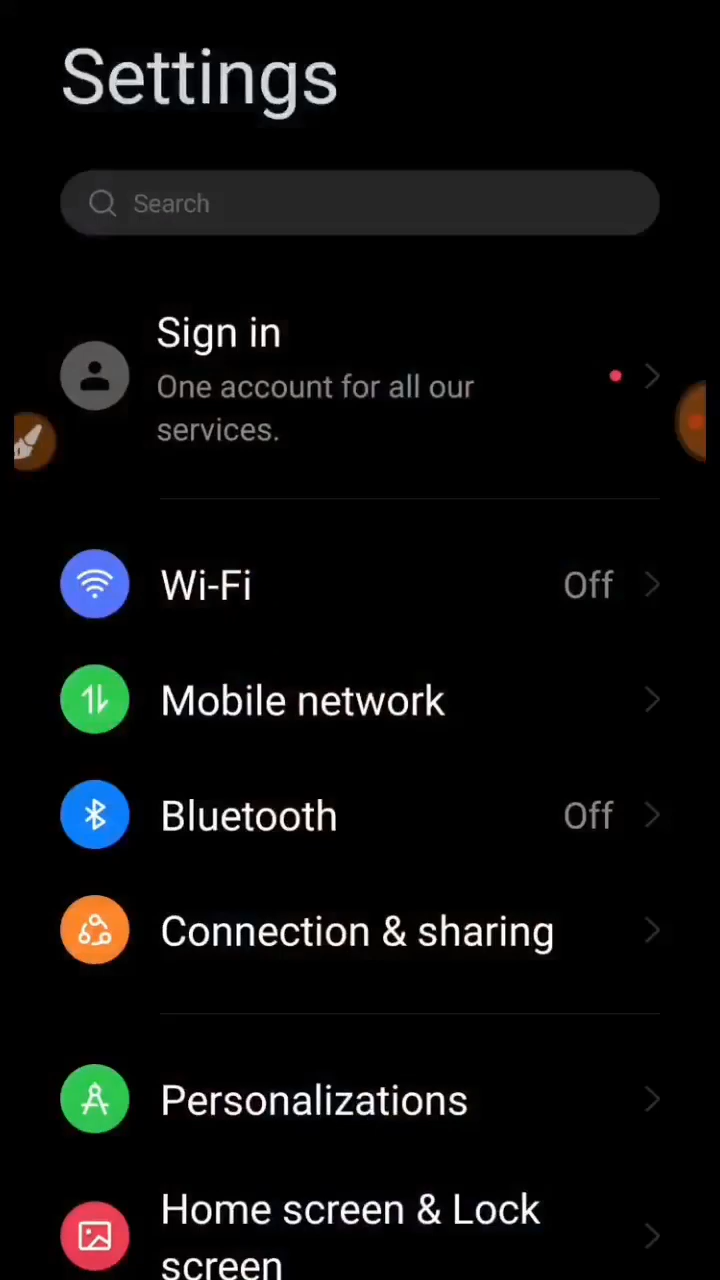 Settings
Search
Sign in
One account for all our
services.
Wi-Fi Off
Mobile network
Bluetooth Off
Connection & sharing
Personalizations
Home screen & Lock
screen